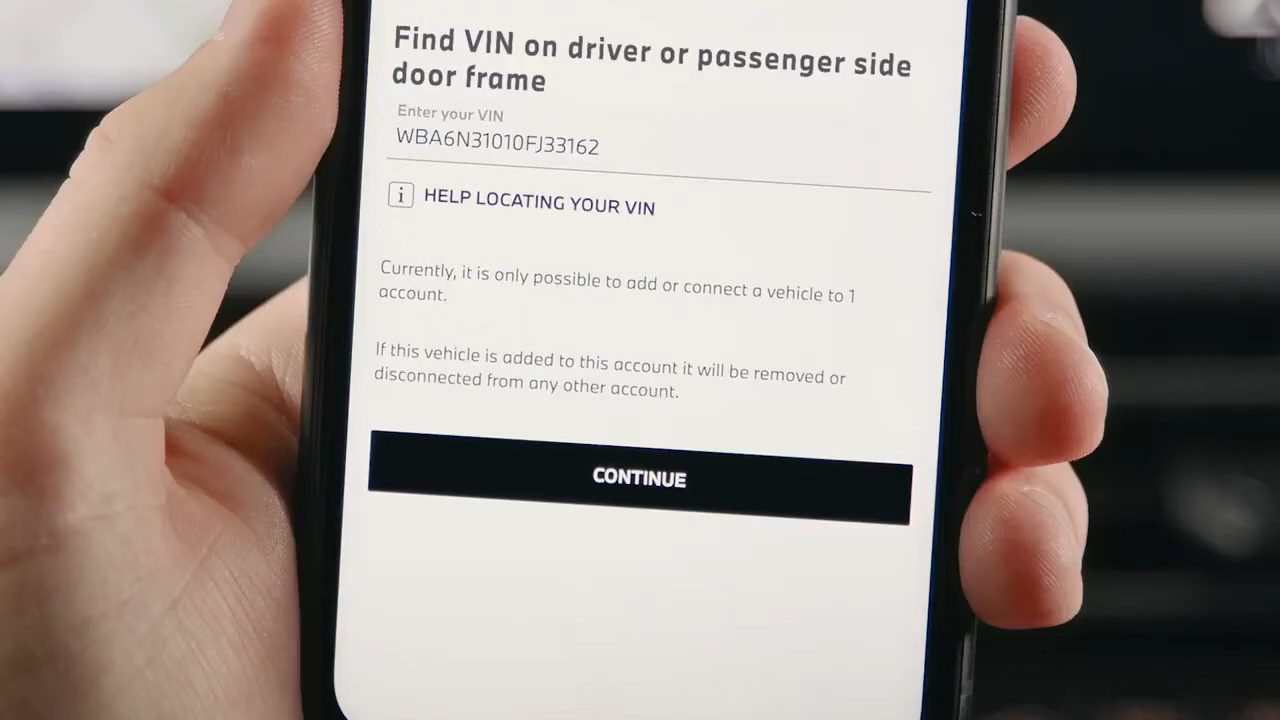 Find VIN on driver or passenger side
door frame
Enter your VIN
WBA6N31010FJ33162
i HELP LOCATING YOUR VIN
Currently, it is only possible to add or connect a vehicle to 1
account.
If this vehicle is added to this account it will be removed or
disconnected from any other account.
CONTINUE